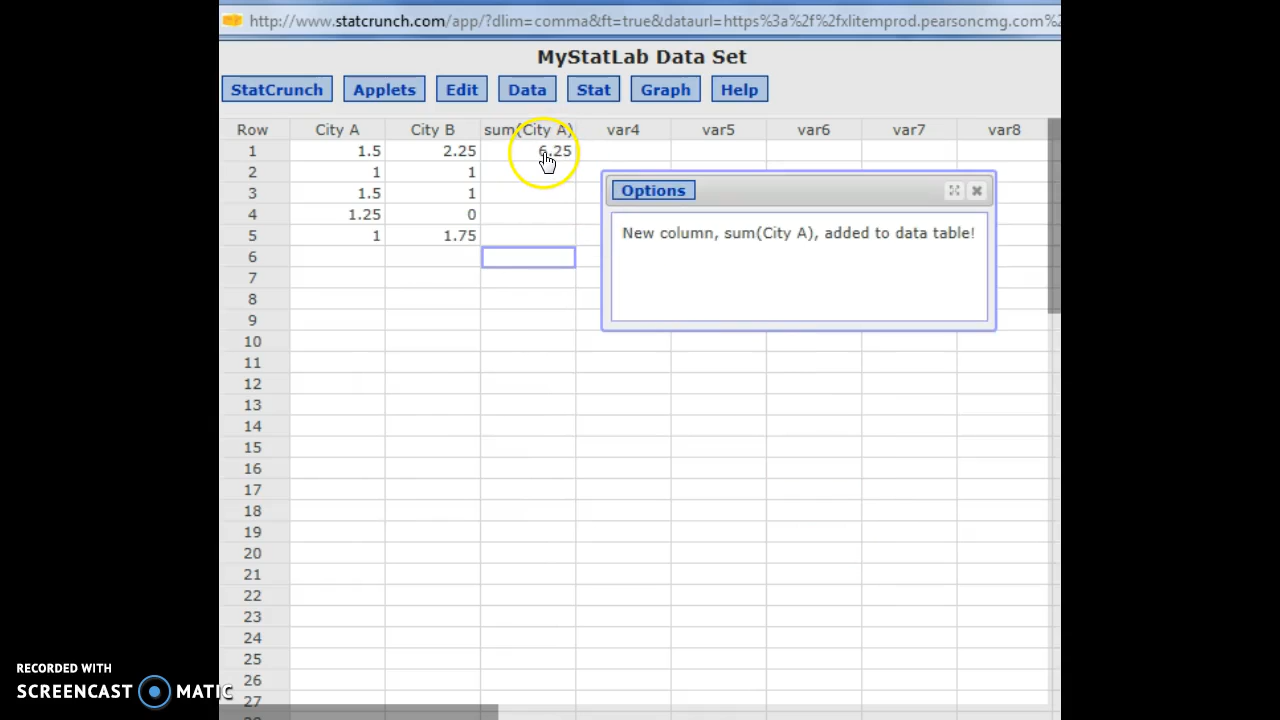 http://www.statcrunch.com/app/?dlim=comma&ft=true&dataurl=https%3a%2f%2fxlitemprod.pearsoncmg.com%2
MyStatLab Data Set
StatCrunch Applets Edit Data Stat Graph Help
Row City A City B sum(City A) var4 var5 var6 var7 var8
1 1.5 2.25 6.25
2 1 1
3 1.5 1
4 1.25 0
5 1 1.75
Options
New column, sum(City A), added to data table!
6
7
8
9
10
11
12
13
14
15
16
17
18
19
20
21
22
23
24
25
26
27
RECORDED WITH
SCREENCAST MATIC